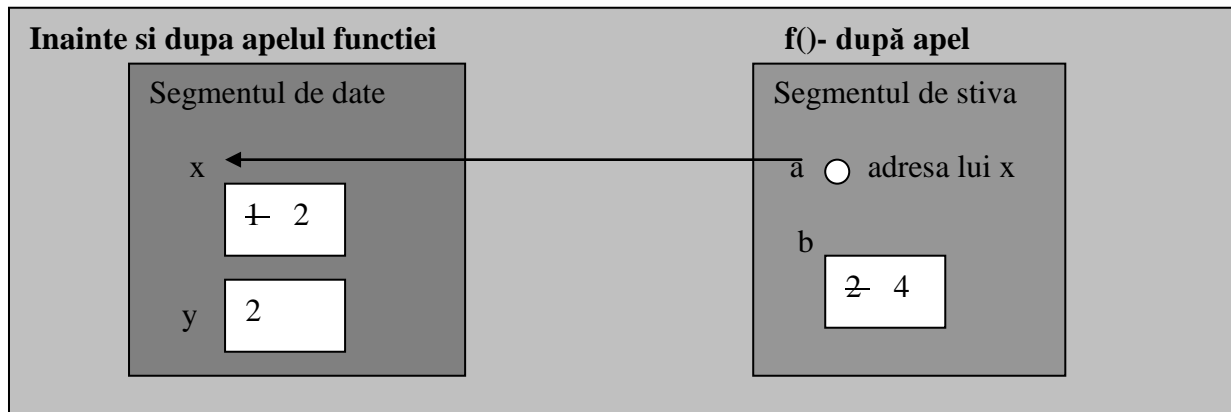 Inainte si dupa apelul functiei
Segmentul de date
x
1 2
y
2
f()- după apel
Segmentul de stiva
a adresa lui x
b
2 4